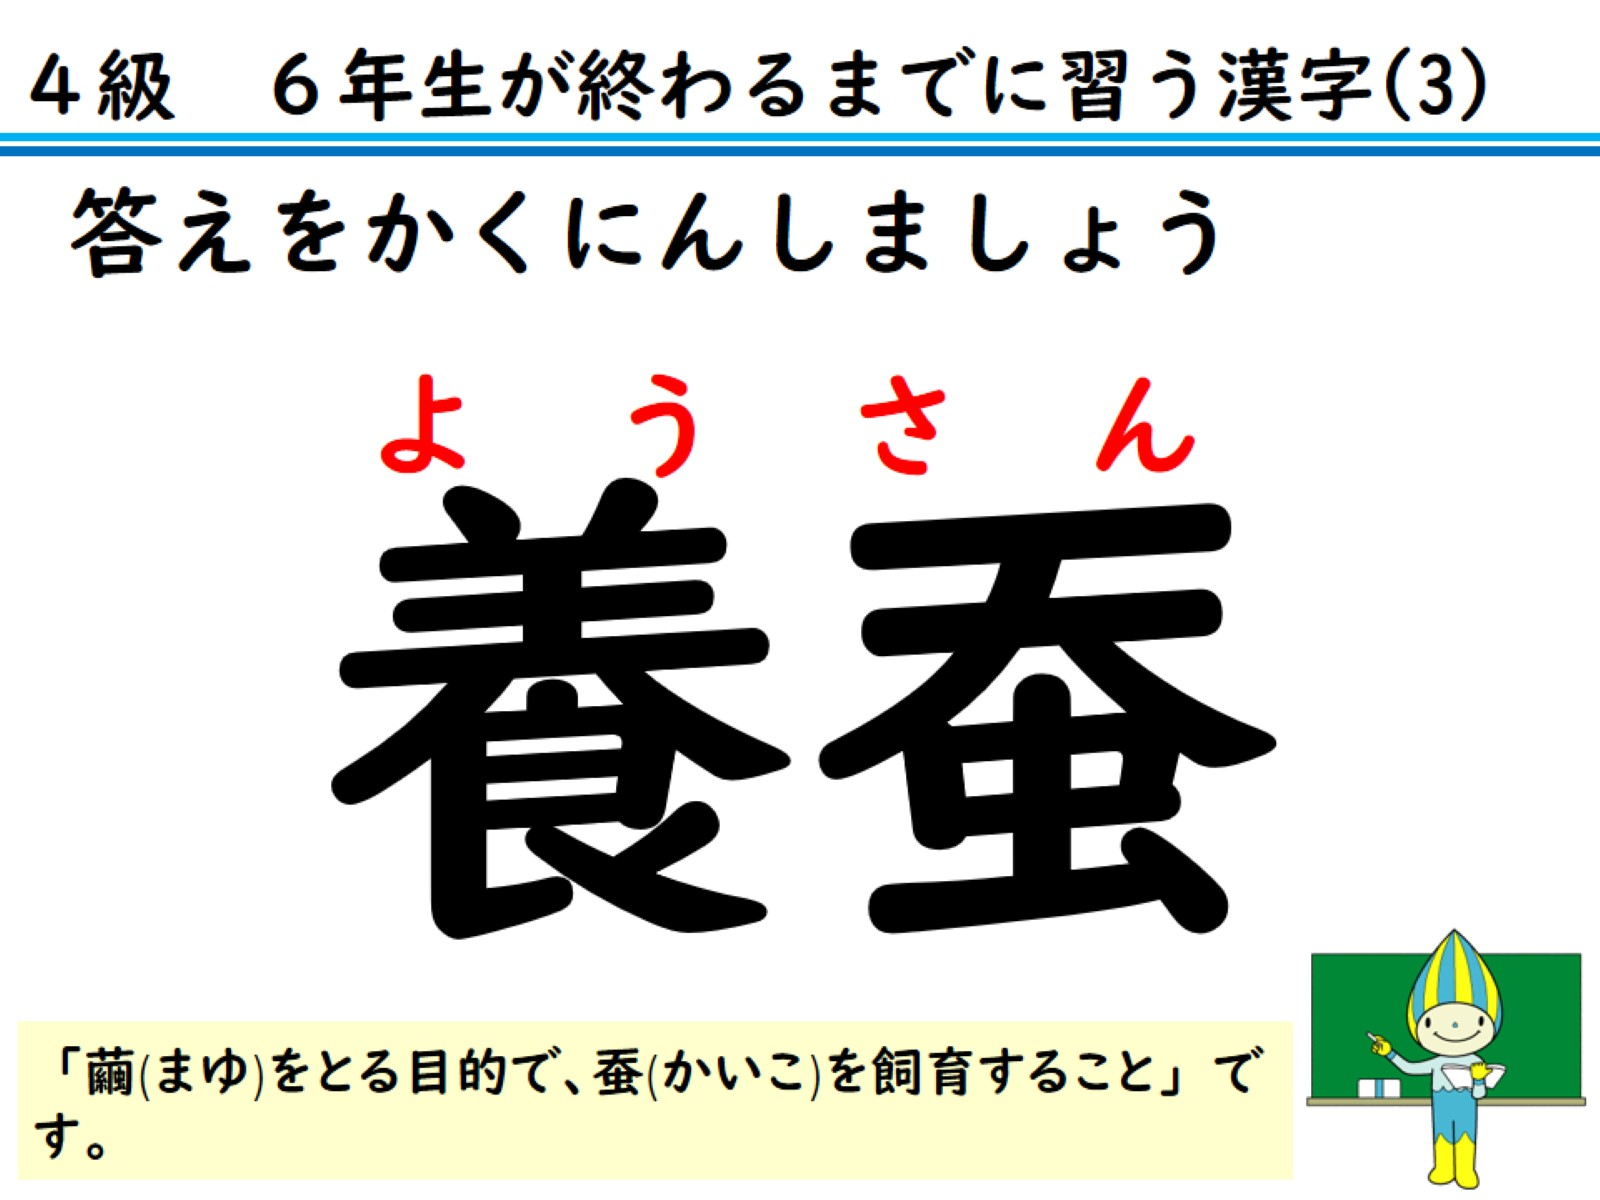 ４級　６年生が終わるまでに習う漢字(3)
答えをかくにんしましょう
ようさん
養蚕
「繭(まゆ)をとる目的で、蚕(かいこ)を飼育すること」で
す。